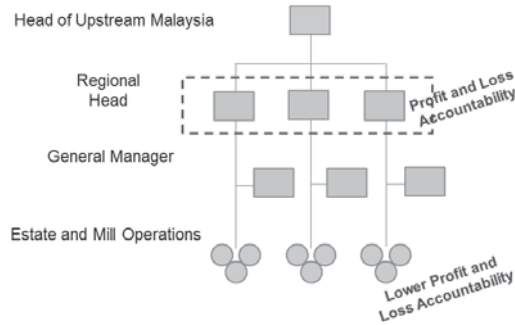 Head of Upstream Malaysia
Regional
Head
Profit and Loss
Accountability
General Manager
Estate and Mill Operations
Lower Profit and
Loss Accountability